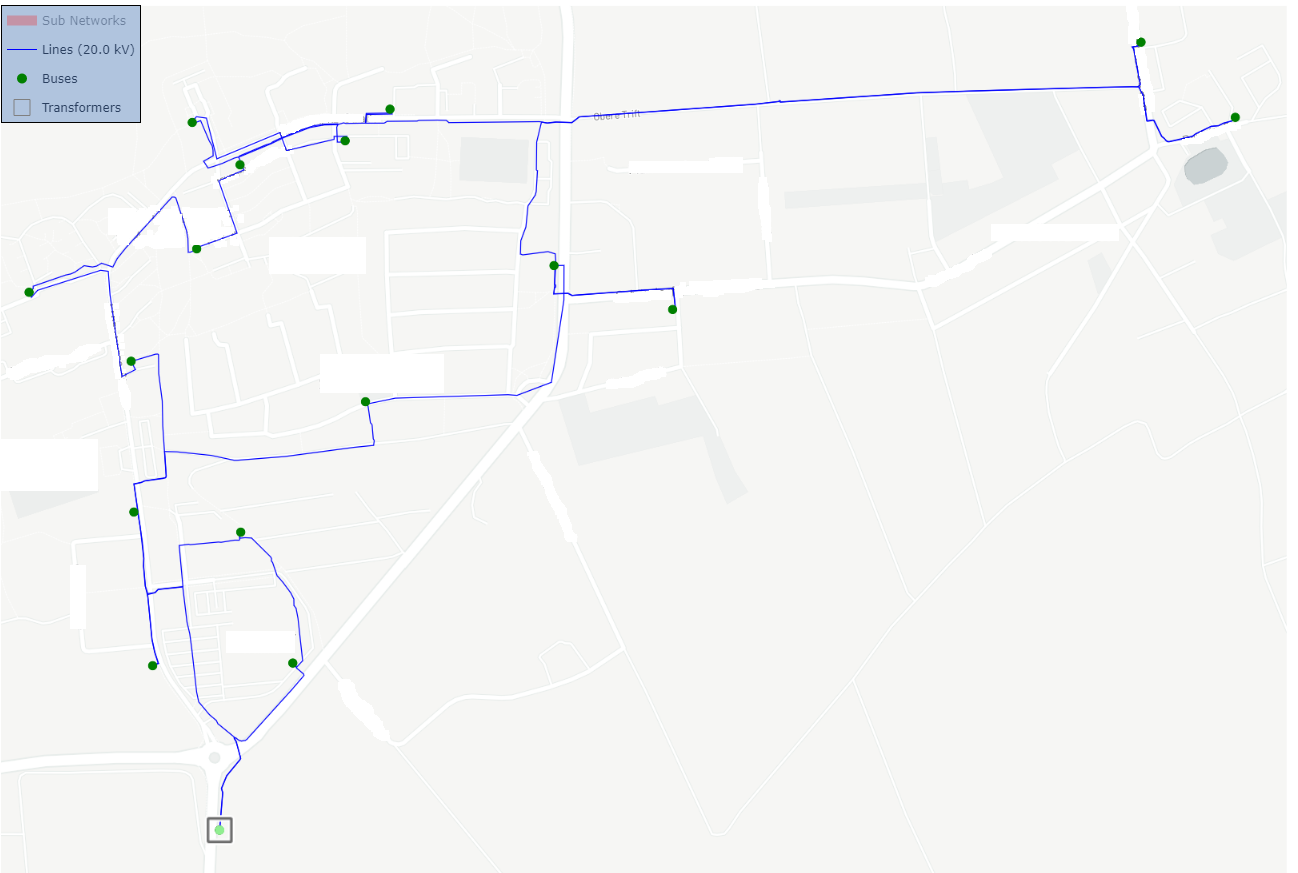 Sub Networks
Lines (20.0 kV)
Buses
Transformers
Obere Trift